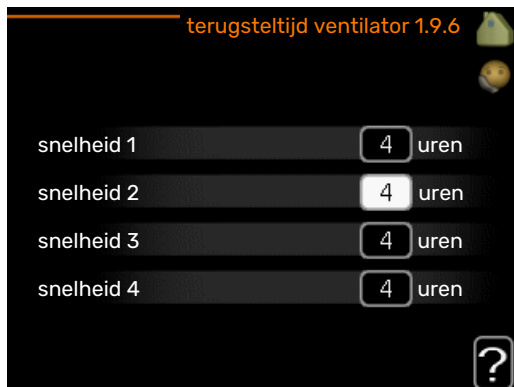 terugsteltijd ventilator 1.9.6
snelheid 1 4 uren
snelheid 2 4 uren
snelheid 3 4 uren
snelheid 4 4 uren
?